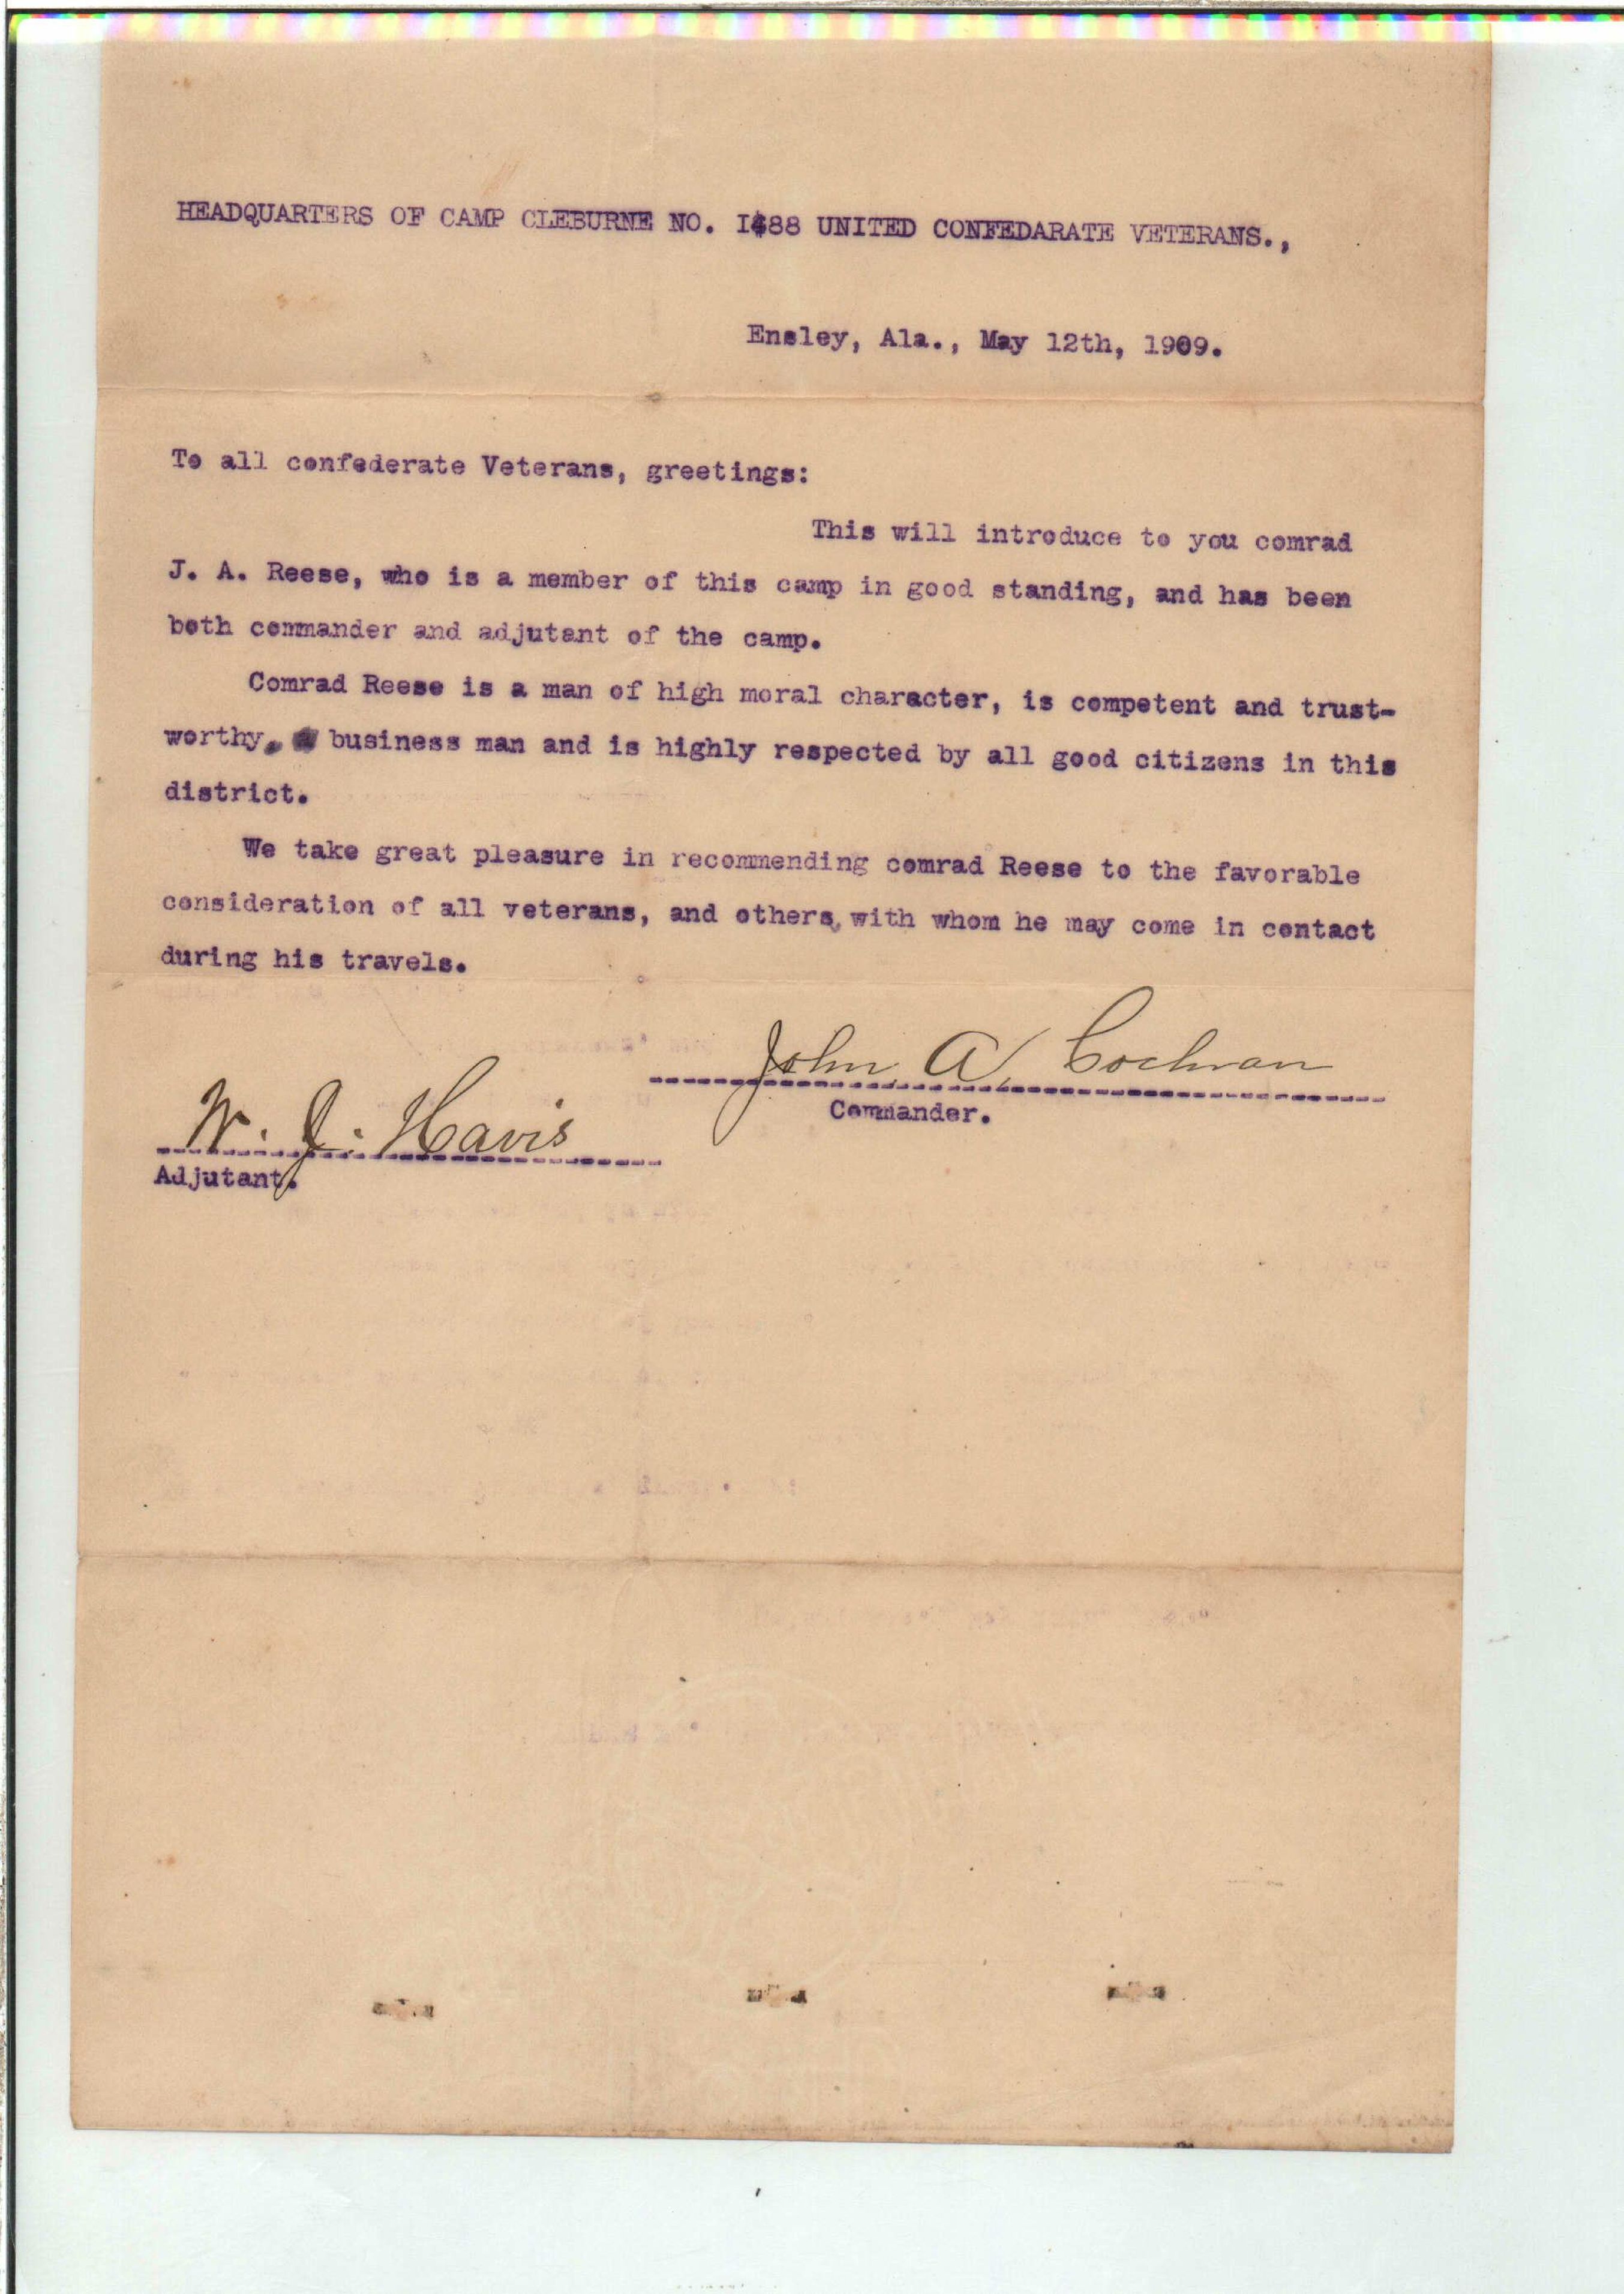 HEADQUARTERS OF CAMP CLEBURNE NO. I488 UNITED CONFEDARATE VETERANS.,
Ensley, Ala., May 12th, 1909.
To all confederate Veterans, greetings:
This will introduce to you comrad
J. A. Reese, who is a member of this camp in good standing, and has been
both commander and adjutant of the camp.
Comrad Reese is a man of high moral character, is competent and trust-
worthy, business man and is highly respected by all good citizens in this
district.
We take great pleasure in recommending comrad Reese to the favorable
consideration of all veterans, and others, with whom he may come in contact
during his travels.
John A. Cochran
Commander.
W. J. Havis
Adjutant.